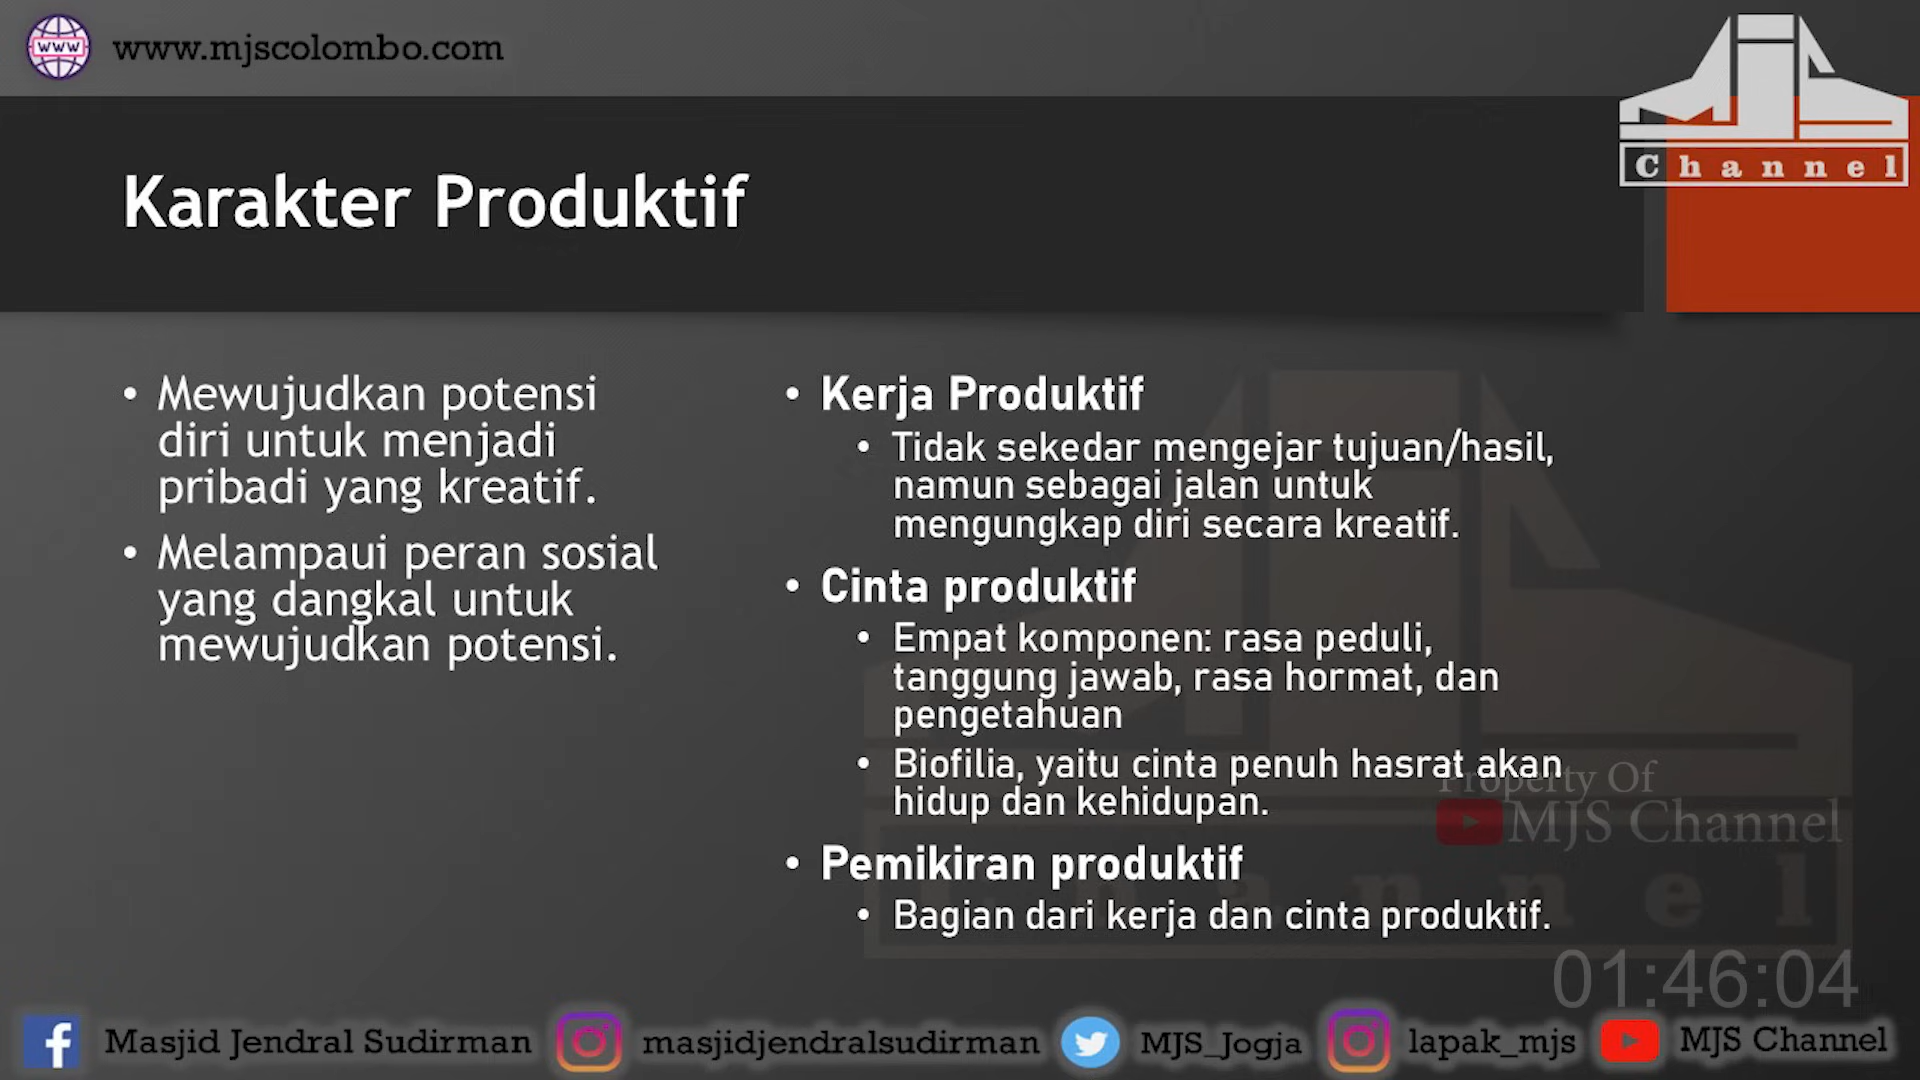 www
www.mjscolombo.com
MJS
Channel
Karakter Produktif
• Mewujudkan potensi
diri untuk menjadi
pribadi yang kreatif.
• Melampaui peran sosial
yang dangkal untuk
mewujudkan potensi.
• Kerja Produktif
• Tidak sekedar mengejar tujuan/hasil,
namun sebagai jalan untuk
mengungkap diri secara kreatif.
• Cinta produktif
• Empat komponen: rasa peduli,
tanggung jawab, rasa hormat, dan
pengetahuan
• Biofilia, yaitu cinta penuh hasrat akan
hidup dan kehidupan.
• Pemikiran produktif
• Bagian dari kerja dan cinta produktif.
Property Of
MJS Channel
01:46:04
Masjid Jendral Sudirman
masjidjendralsudirman
MJS_Jogja
lapak_mjs
MJS Channel